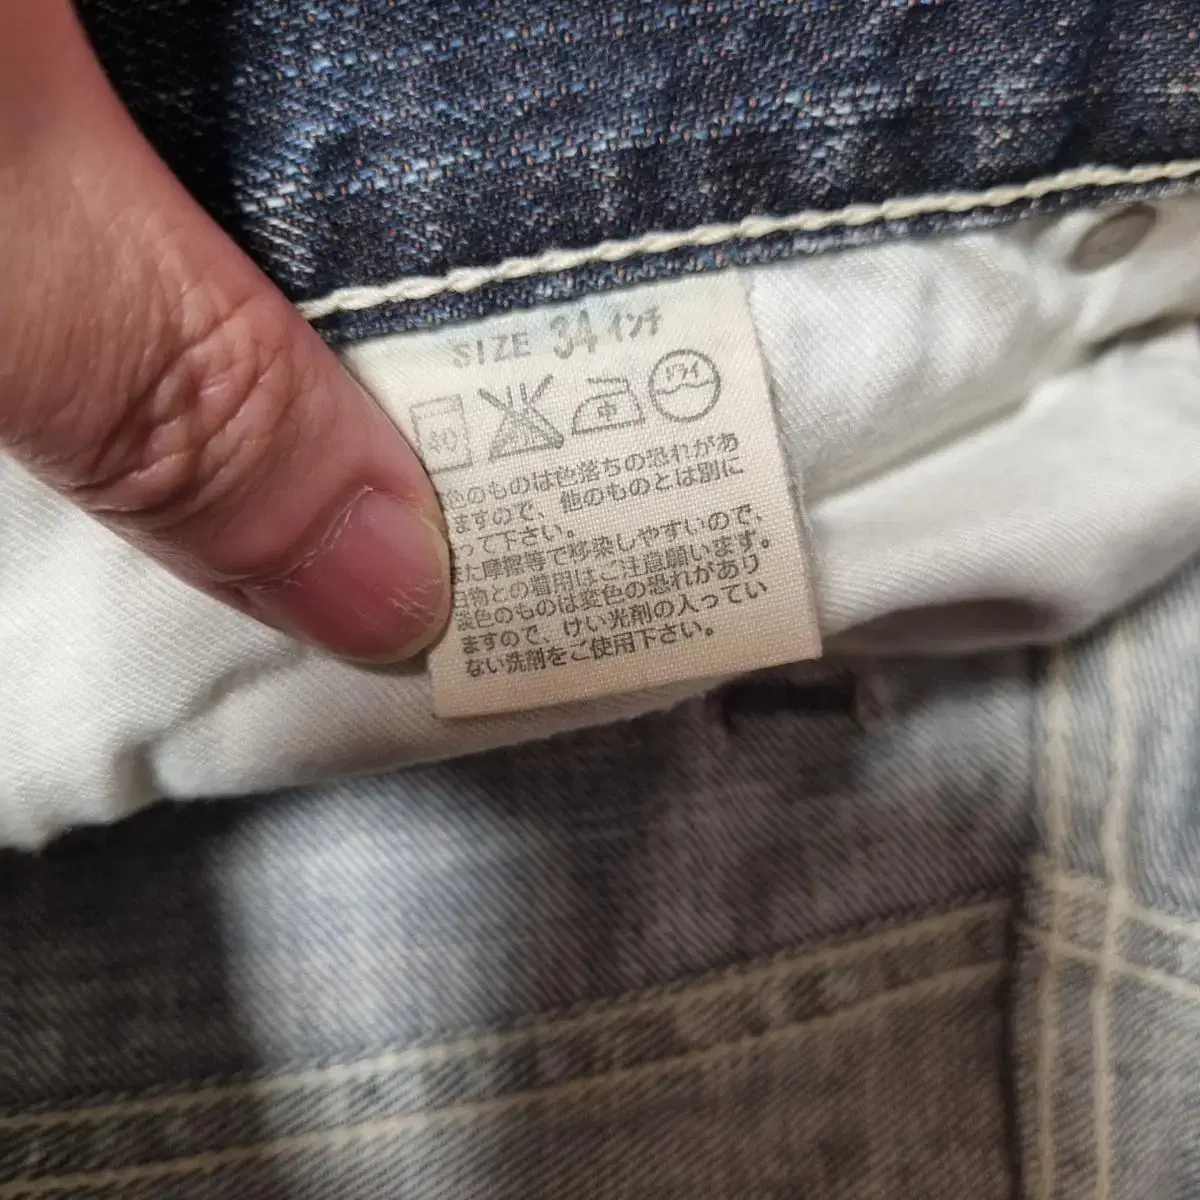 SIZE 34 インチ
40 中 ドライ
色のものは色落ちの恐れがあ
ますので、他のものとは別に
って下さい。
た摩擦等で移染しやすいので、
物との着用はご注意願います。
色のものは変色の恐れがあり
ますので、けい光剤の入ってい
ない洗剤をご使用下さい。